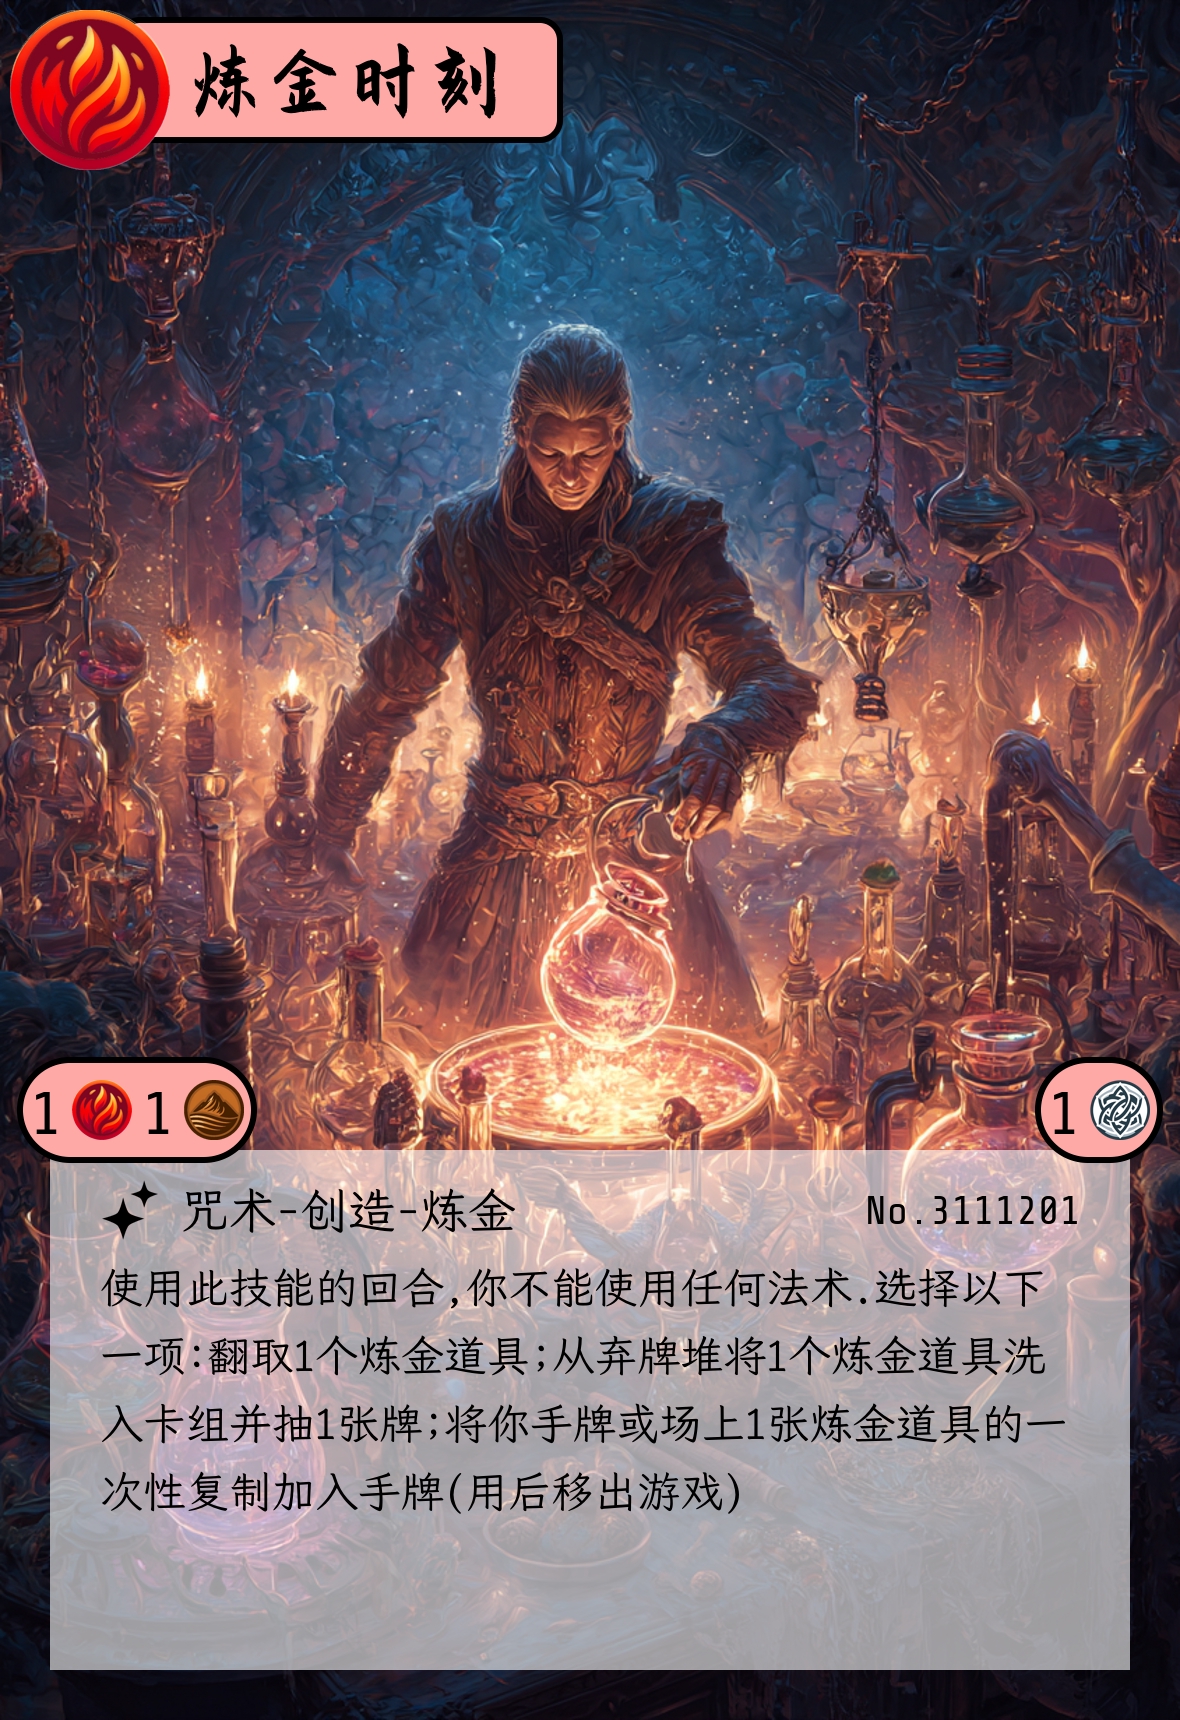 炼金时刻
1 1
1
咒术-创造-炼金
No.3111201
使用此技能的回合,你不能使用任何法术.选择以下
一项:翻取1个炼金道具;从弃牌堆将1个炼金道具洗
入卡组并抽1张牌;将你手牌或场上1张炼金道具的一
次性复制加入手牌(用后移出游戏)